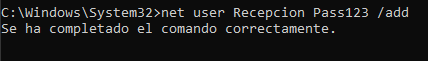 C:\Windows\System32>net user Recepcion Pass123 /add
Se ha completado el comando correctamente.